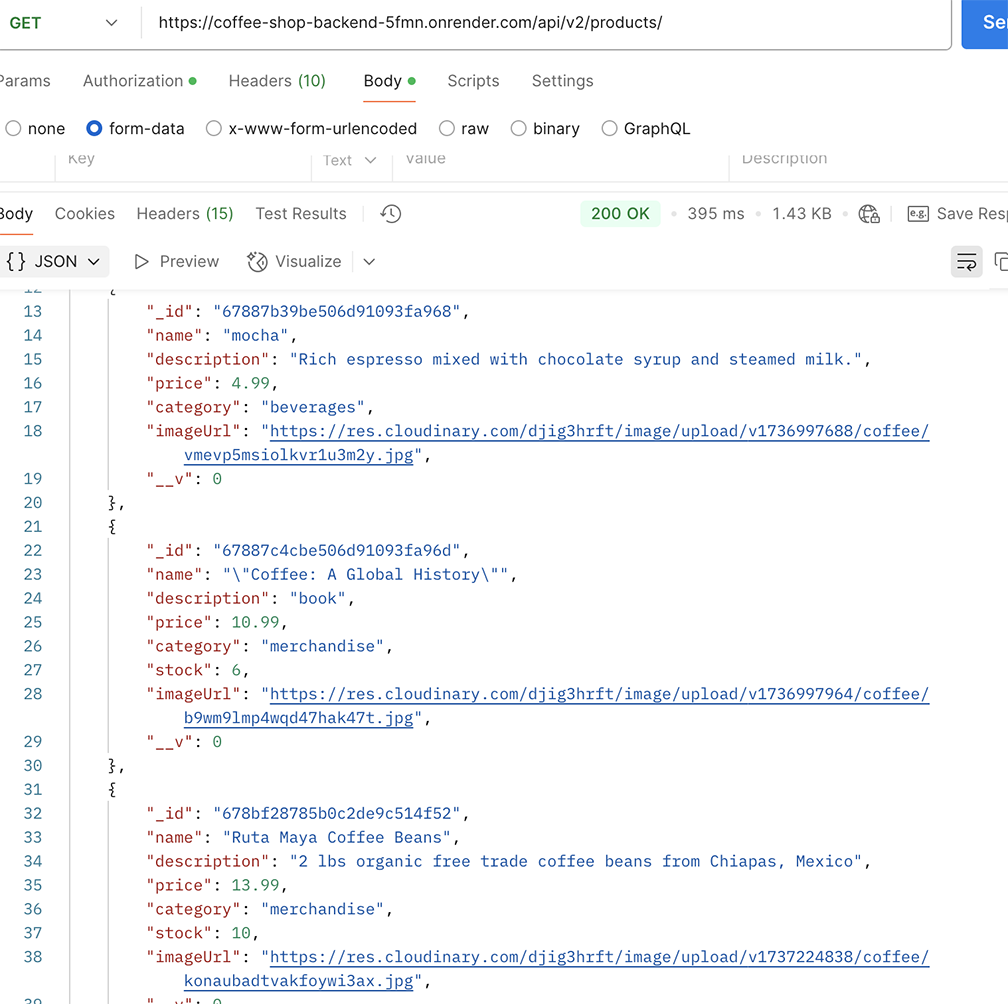 GET https://coffee-shop-backend-5fmn.onrender.com/api/v2/products/
Authorization Headers (10) Body Scripts Settings
none form-data x-www-form-urlencoded raw binary GraphQL
Key Text Value Description
Body Cookies Headers (15) Test Results 200 OK 395 ms 1.43 KB e.g. Save
{} JSON Preview Visualize
12 {
13 "_id": "67887b39be506d91093fa968",
14 "name": "mocha",
15 "description": "Rich espresso mixed with chocolate syrup and steamed milk.",
16 "price": 4.99,
17 "category": "beverages",
18 "imageUrl": "https://res.cloudinary.com/djig3hrft/image/upload/v1736997688/coffee/
vmevp5msiolkvr1u3m2y.jpg",
19 "__v": 0
20 },
21 {
22 "_id": "67887c4cbe506d91093fa96d",
23 "name": "\"Coffee: A Global History\"",
24 "description": "book",
25 "price": 10.99,
26 "category": "merchandise",
27 "stock": 6,
28 "imageUrl": "https://res.cloudinary.com/djig3hrft/image/upload/v1736997964/coffee/
b9wm9lmp4wqd47hak47t.jpg",
29 "__v": 0
30 },
31 {
32 "_id": "678bf28785b0c2de9c514f52",
33 "name": "Ruta Maya Coffee Beans",
34 "description": "2 lbs organic free trade coffee beans from Chiapas, Mexico",
35 "price": 13.99,
36 "category": "merchandise",
37 "stock": 10,
38 "imageUrl": "https://res.cloudinary.com/djig3hrft/image/upload/v1737224838/coffee/
konaubadtvakfoywi3ax.jpg",
39 "__v": 0